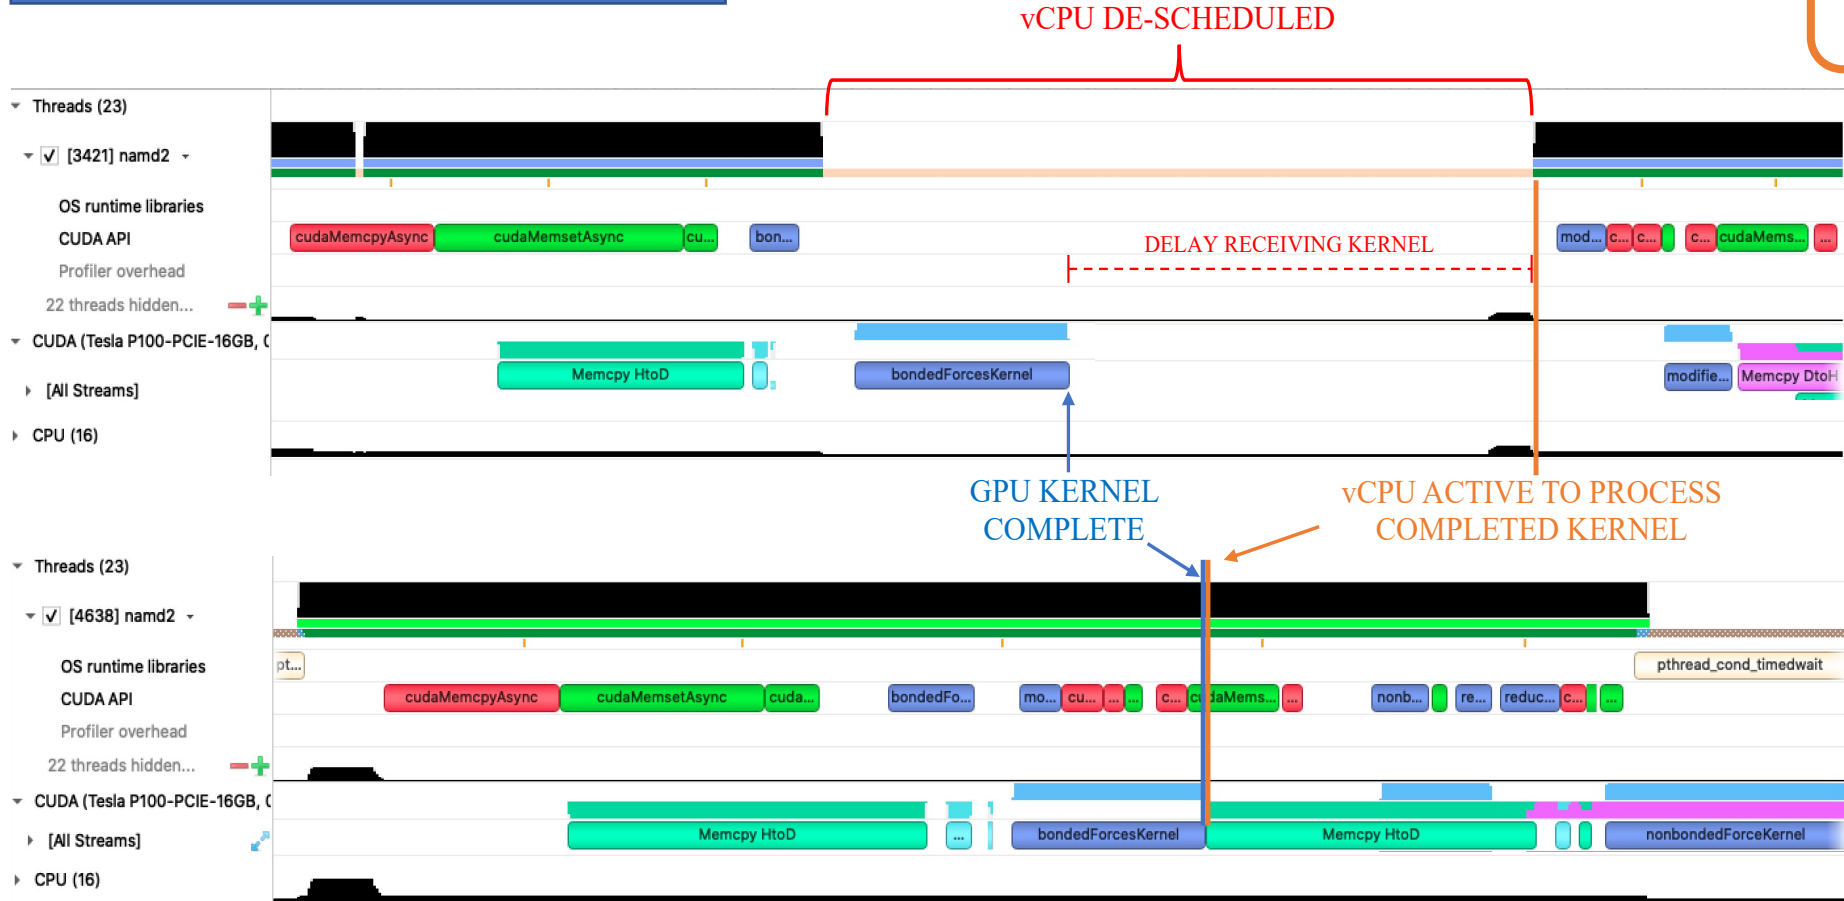 vCPU DE-SCHEDULED
Threads (23)
[3421] namd2
OS runtime libraries
CUDA API
cudaMemcpyAsync cudaMemsetAsync cu... bon... mod... c... c... c... cudaMems... ...
DELAY RECEIVING KERNEL
Profiler overhead
22 threads hidden...
CUDA (Tesla P100-PCIE-16GB, 0
[All Streams]
Memcpy HtoD bondedForcesKernel modifie... Memcpy DtoH
CPU (16)
GPU KERNEL
COMPLETE
vCPU ACTIVE TO PROCESS
COMPLETED KERNEL
Threads (23)
[4638] namd2
OS runtime libraries
pt... pthread_cond_timedwait
CUDA API
cudaMemcpyAsync cudaMemsetAsync cuda... bondedFo... mo... cu... ... ... c... cudaMems... ... nonb... re... reduc... c... ...
Profiler overhead
22 threads hidden...
CUDA (Tesla P100-PCIE-16GB, 0
[All Streams]
Memcpy HtoD ... bondedForcesKernel Memcpy HtoD nonbondedForceKernel
CPU (16)